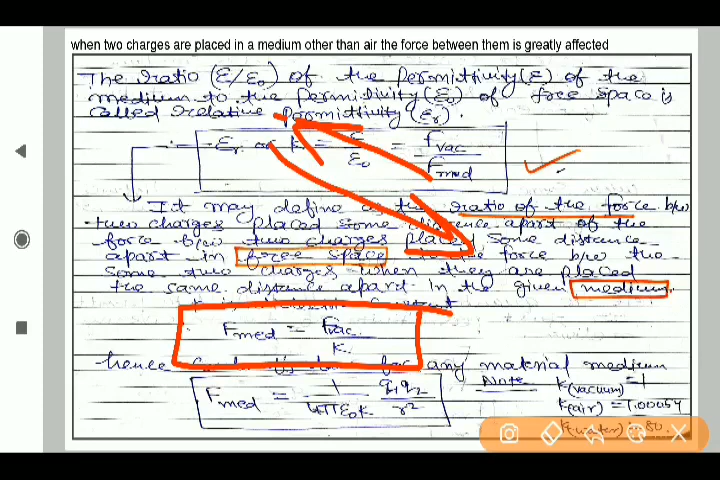 when two charges are placed in a medium other than air the force between them is greatly affected
The ratio (ε/ε₀) of the Permittivity(ε) of the
medium to the permittivity(ε₀) of free space is
called relative Permittivity (εᵣ).
εᵣ or k = ε/ε₀ = Fvac/Fmed
It may define as the ratio of the force b/w
two charges placed some distance apart of the
force b/w two charges placed some distance
apart in free space the force b/w two
some two charges when they are placed
the same distance apart in the given medium.
Fmed = Fvac/k
hence for any material medium
Fmed = 1/4πε₀k q₁q₂/r²
Note
k(vacuum) = 1
k(air) = 1.00054
k(water) = 80.